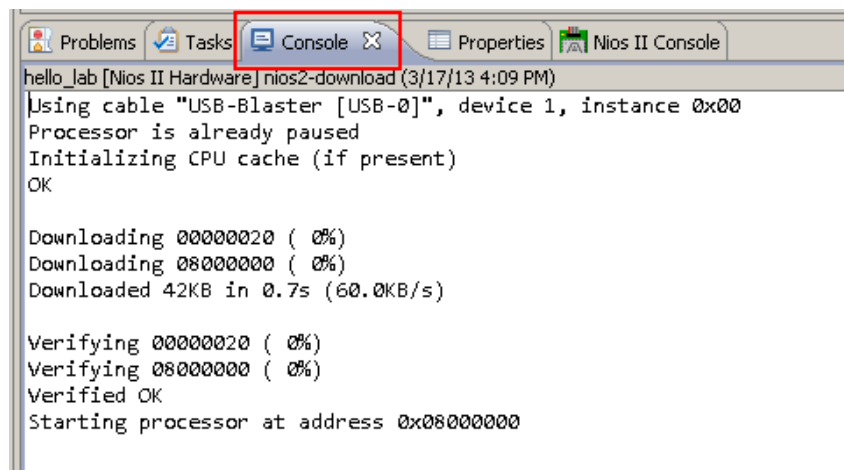 Problems Tasks Console Properties Nios II Console
hello_lab [Nios II Hardware] nios2-download (3/17/13 4:09 PM)
Using cable "USB-Blaster [USB-0]", device 1, instance 0x00
Processor is already paused
Initializing CPU cache (if present)
OK
Downloading 00000020 ( 0%)
Downloading 08000000 ( 0%)
Downloaded 42KB in 0.7s (60.0KB/s)
Verifying 00000020 ( 0%)
Verifying 08000000 ( 0%)
Verified OK
Starting processor at address 0x08000000